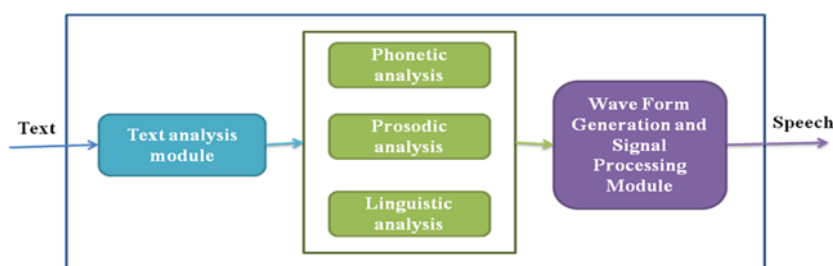 Text
Text analysis
module
Phonetic
analysis
Prosodic
analysis
Linguistic
analysis
Wave Form
Generation and
Signal
Processing
Module
Speech